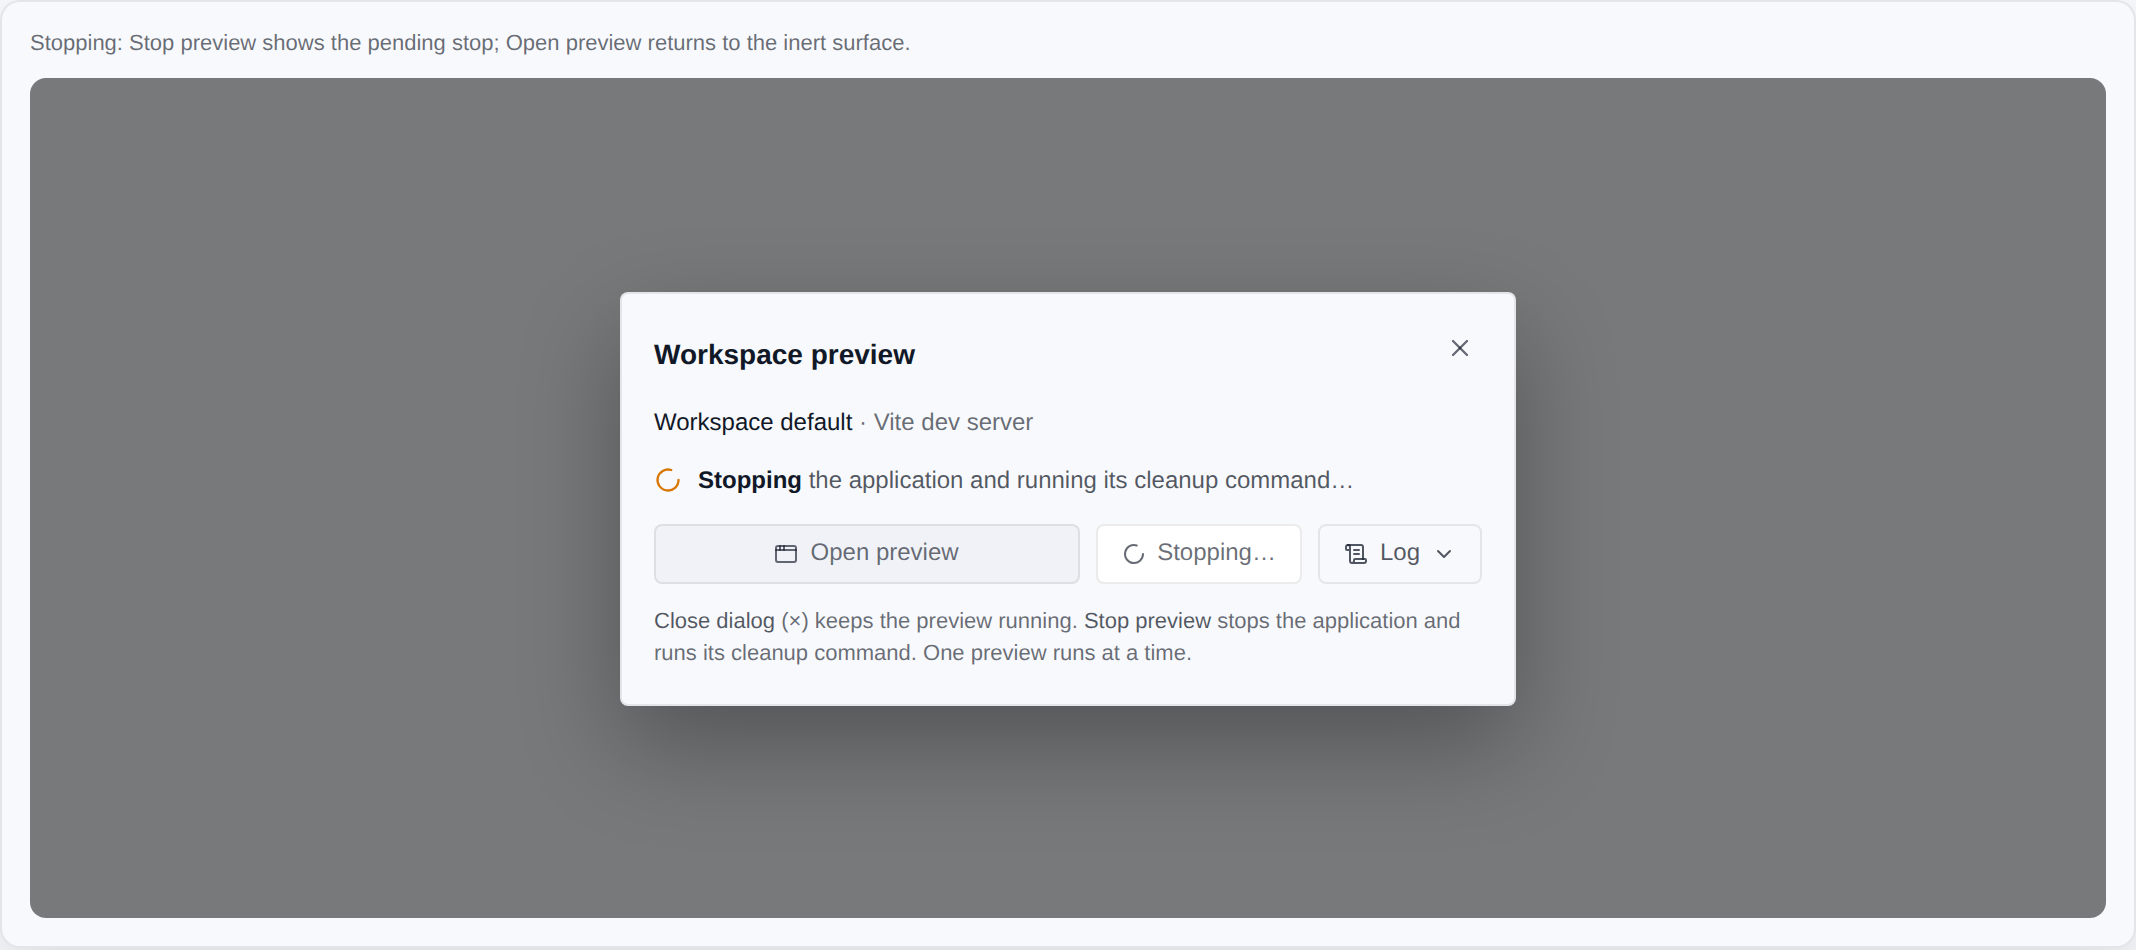 Stopping: Stop preview shows the pending stop; Open preview returns to the inert surface.
Workspace preview
Workspace default · Vite dev server
Stopping the application and running its cleanup command…
Open preview
Stopping…
Log
Close dialog (×) keeps the preview running. Stop preview stops the application and
runs its cleanup command. One preview runs at a time.